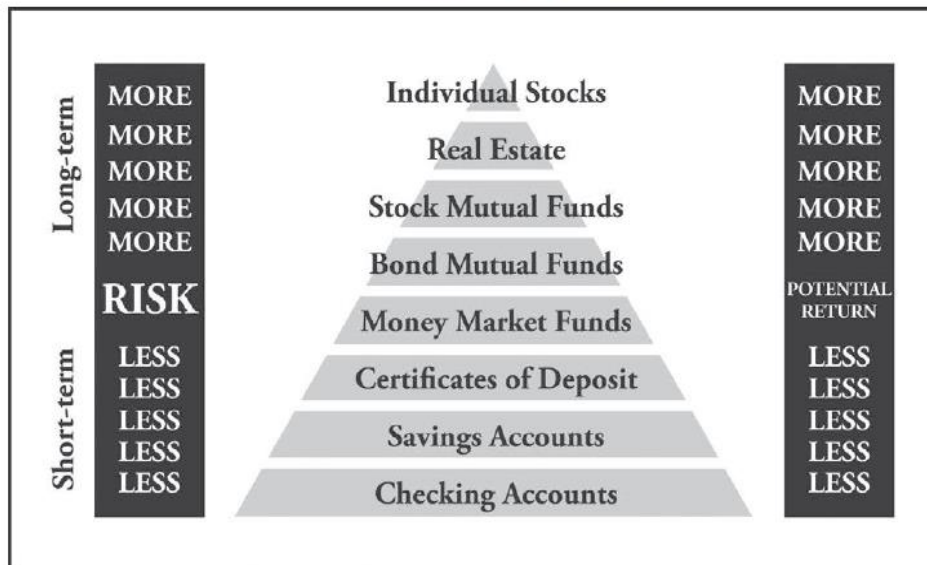 Long-term
Short-term
MORE
MORE
MORE
MORE
MORE
RISK
LESS
LESS
LESS
LESS
LESS
Individual Stocks
Real Estate
Stock Mutual Funds
Bond Mutual Funds
Money Market Funds
Certificates of Deposit
Savings Accounts
Checking Accounts
MORE
MORE
MORE
MORE
MORE
POTENTIAL
RETURN
LESS
LESS
LESS
LESS
LESS